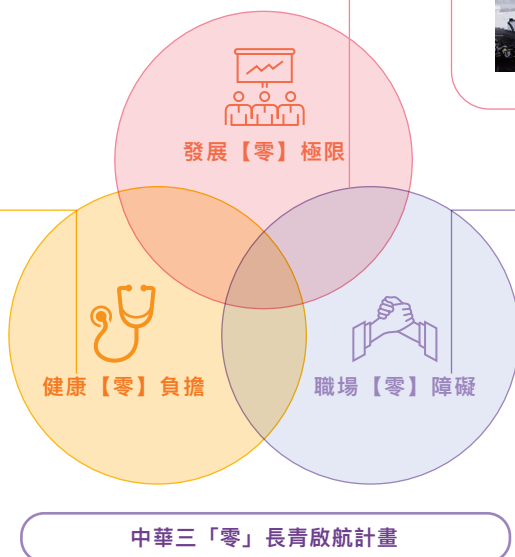 發展【零】極限
健康【零】負擔
職場【零】障礙
中華三「零」長青啟航計畫